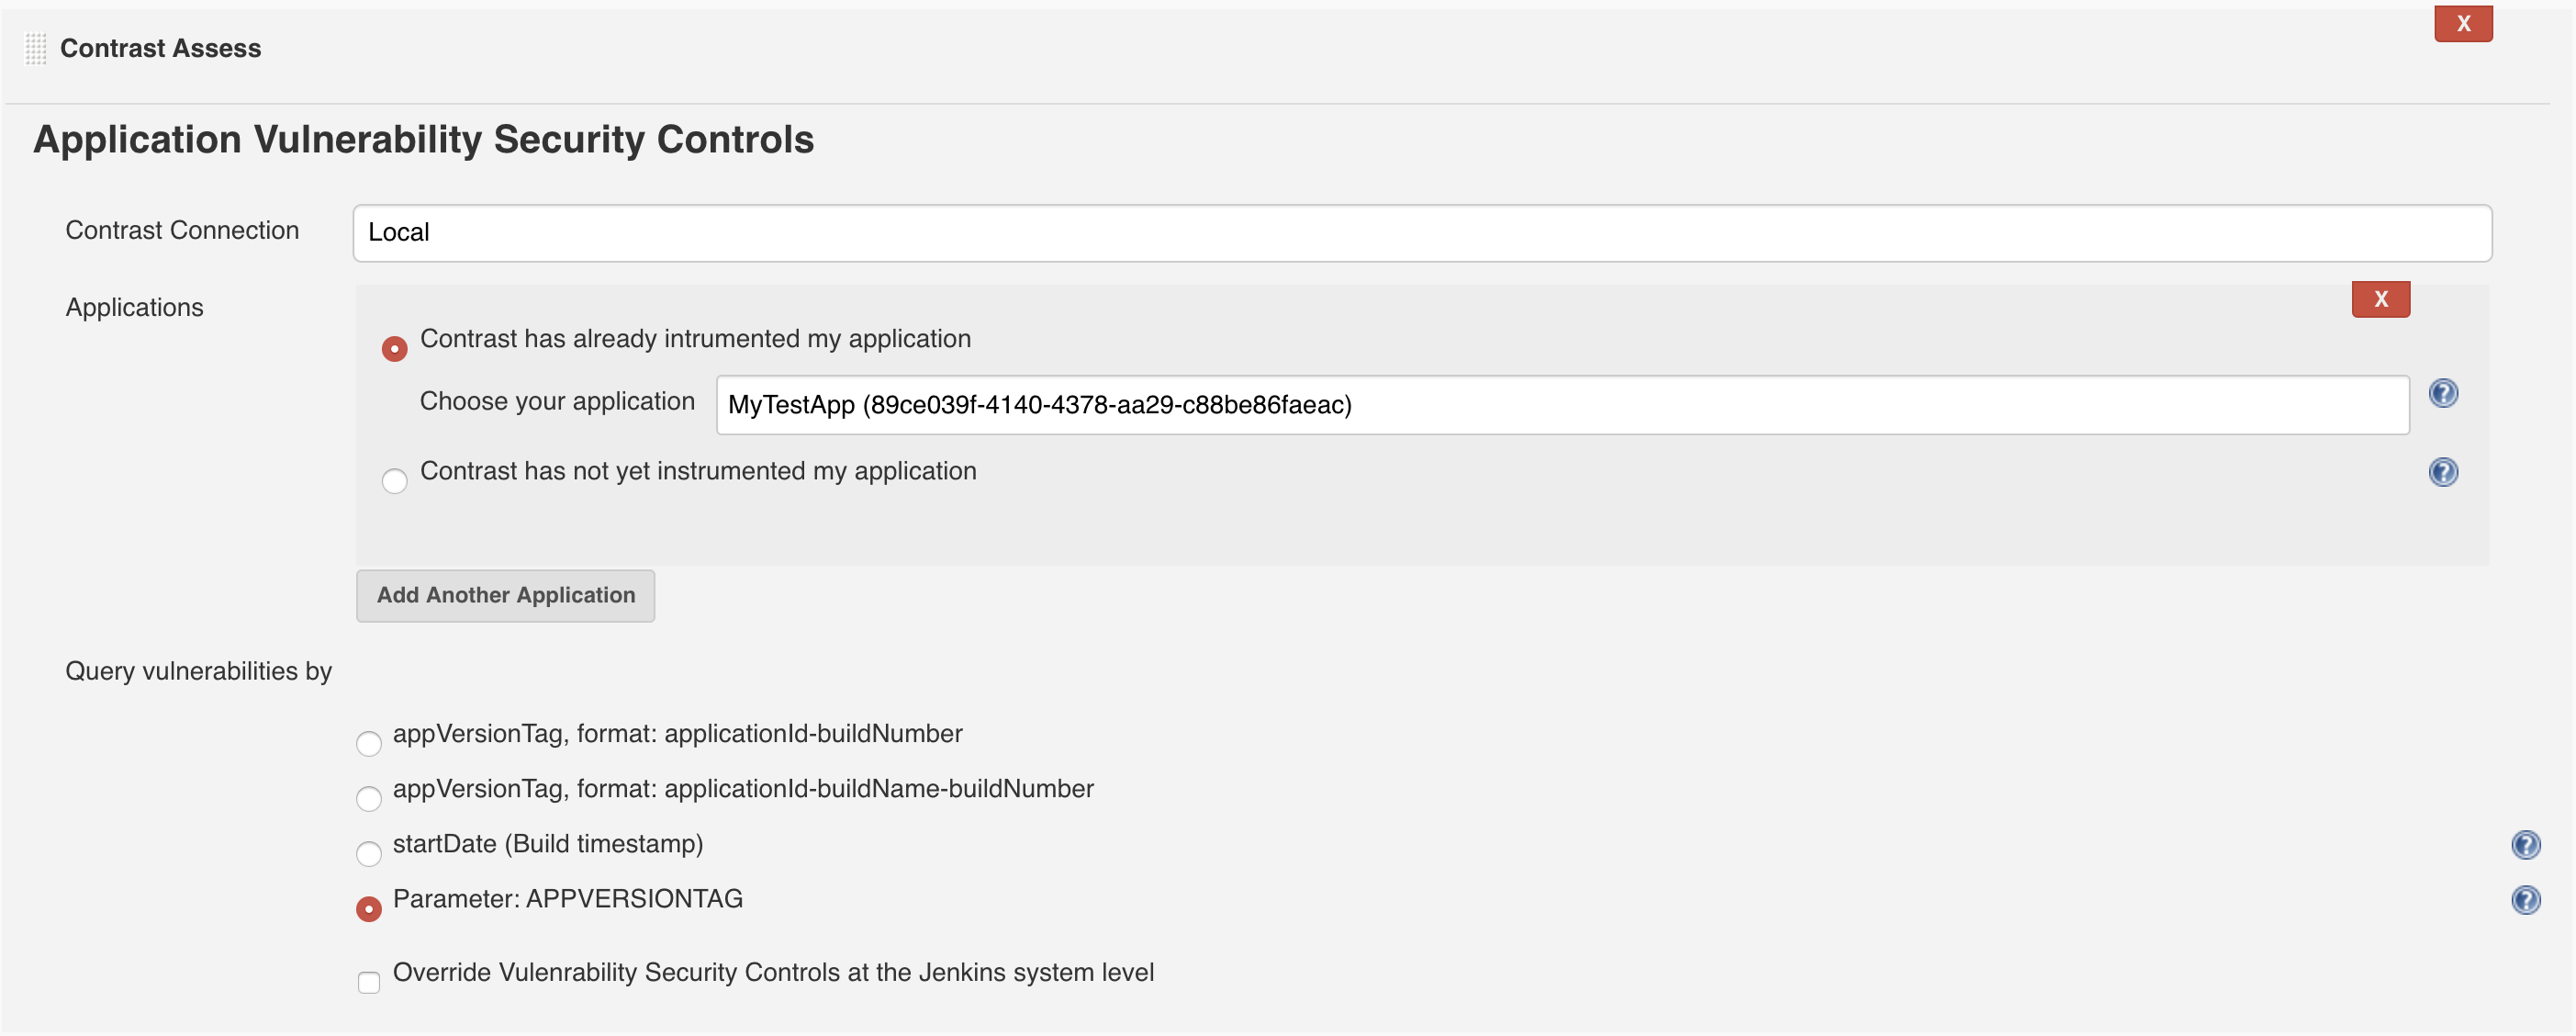 X
Contrast Assess
Application Vulnerability Security Controls
Contrast Connection
Local
Applications
X
Contrast has already intrumented my application
Choose your application
MyTestApp (89ce039f-4140-4378-aa29-c88be86faeac)
?
Contrast has not yet instrumented my application
?
Add Another Application
Query vulnerabilities by
appVersionTag, format: applicationId-buildNumber
appVersionTag, format: applicationId-buildName-buildNumber
startDate (Build timestamp)
?
Parameter: APPVERSIONTAG
?
Override Vulenrability Security Controls at the Jenkins system level